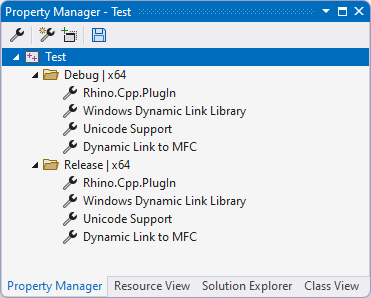 Property Manager - Test
Test
Debug | x64
Rhino.Cpp.PlugIn
Windows Dynamic Link Library
Unicode Support
Dynamic Link to MFC
Release | x64
Rhino.Cpp.PlugIn
Windows Dynamic Link Library
Unicode Support
Dynamic Link to MFC
Property Manager Resource View Solution Explorer Class View